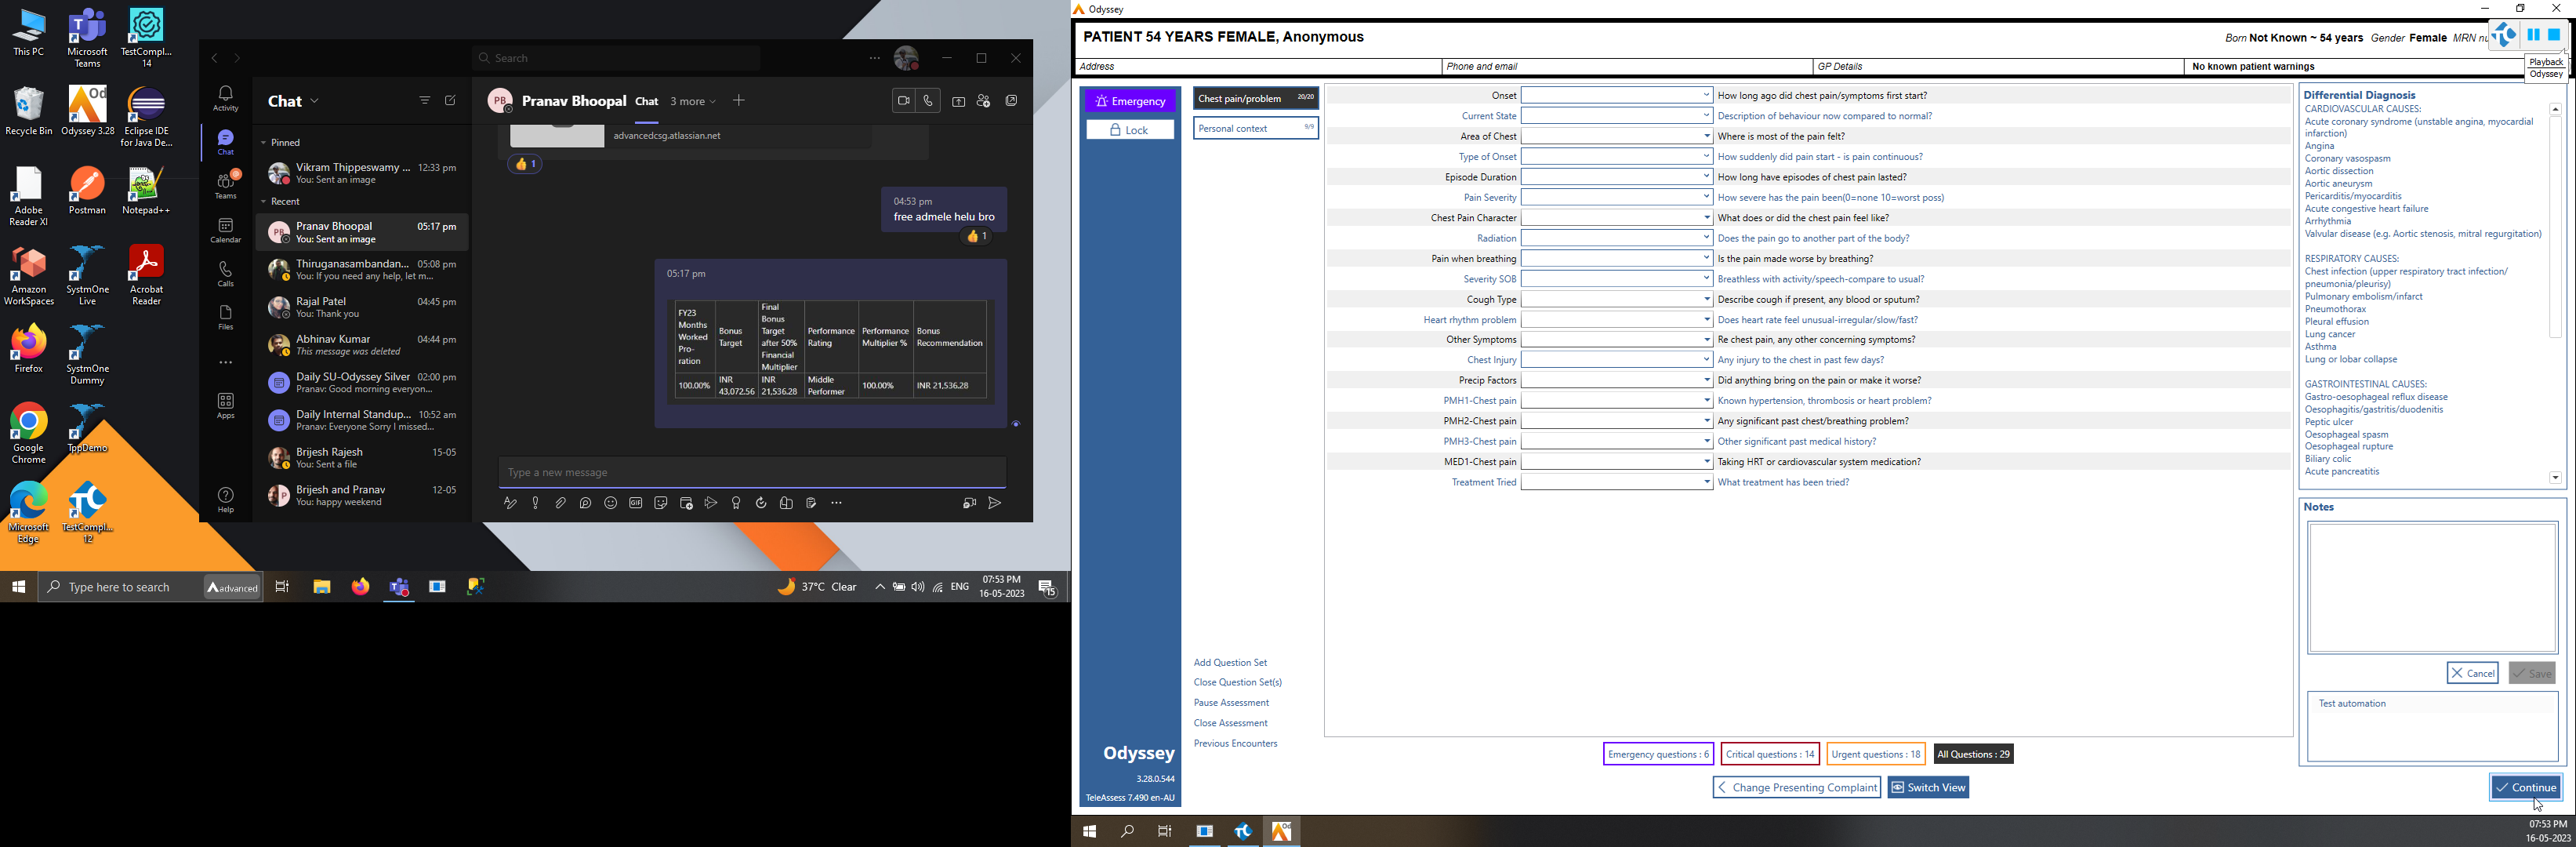 This PC
Microsoft
Teams
TestCompl...
14
Recycle Bin
Odyssey 3.28
Eclipse IDE
for Java De...
Adobe
Reader XI
Postman
Notepad++
Amazon
WorkSpaces
SystmOne
Live
Acrobat
Reader
Firefox
SystmOne
Dummy
Google
Chrome
TppDemo
Microsoft
Edge
TestCompl...
12
Search
Activity
Chat
Teams
Calendar
Calls
Files
Apps
Help
Chat
Pinned
Vikram Thippeswamy ... 12:33 pm
You: Sent an image
Recent
Pranav Bhoopal 05:17 pm
You: Sent an image
Thiruganasambandan... 05:08 pm
You: If you need any help, let m...
Rajal Patel 04:45 pm
You: Thank you
Abhinav Kumar 04:44 pm
This message was deleted
Daily SU-Odyssey Silver 02:00 pm
Pranav: Good morning everyon...
Daily Internal Standup... 10:52 am
Pranav: Everyone Sorry I missed...
Brijesh Rajesh 15-05
You: Sent a file
Brijesh and Pranav 12-05
You: happy weekend
PB Pranav Bhoopal Chat 3 more
advancedcsg.atlassian.net
1
04:53 pm
free admele helu bro
1
05:17 pm
FY23 Months Worked Pro-ration
Bonus Target
Final Bonus Target after 50% Financial Multiplier
Performance Rating
Performance Multiplier %
Bonus Recommendation
100.00%
INR 43,072.56
INR 21,536.28
Middle Performer
100.00%
INR 21,536.28
Type a new message
Type here to search
advanced
37°C Clear
ENG
07:53 PM
16-05-2023
15
Odyssey
PATIENT 54 YEARS FEMALE, Anonymous
Born Not Known ~ 54 years Gender Female MRN nu
Playback
Odyssey
Address
Phone and email
GP Details
No known patient warnings
Emergency
Lock
Chest pain/problem 20/20
Personal context 9/9
Onset How long ago did chest pain/symptoms first start?
Current State Description of behaviour now compared to normal?
Area of Chest Where is most of the pain felt?
Type of Onset How suddenly did pain start - is pain continuous?
Episode Duration How long have episodes of chest pain lasted?
Pain Severity How severe has the pain been(0=none 10=worst poss)
Chest Pain Character What does or did the chest pain feel like?
Radiation Does the pain go to another part of the body?
Pain when breathing Is the pain made worse by breathing?
Severity SOB Breathless with activity/speech-compare to usual?
Cough Type Describe cough if present, any blood or sputum?
Heart rhythm problem Does heart rate feel unusual-irregular/slow/fast?
Other Symptoms Re chest pain, any other concerning symptoms?
Chest Injury Any injury to the chest in past few days?
Precip Factors Did anything bring on the pain or make it worse?
PMH1-Chest pain Known hypertension, thrombosis or heart problem?
PMH2-Chest pain Any significant past chest/breathing problem?
PMH3-Chest pain Other significant past medical history?
MED1-Chest pain Taking HRT or cardiovascular system medication?
Treatment Tried What treatment has been tried?
Add Question Set
Close Question Set(s)
Pause Assessment
Close Assessment
Previous Encounters
Odyssey
3.28.0.544
TeleAssess 7.490 en-AU
Emergency questions : 6
Critical questions : 14
Urgent questions : 18
All Questions : 29
Change Presenting Complaint
Switch View
Differential Diagnosis
CARDIOVASCULAR CAUSES:
Acute coronary syndrome (unstable angina, myocardial
infarction)
Angina
Coronary vasospasm
Aortic dissection
Aortic aneurysm
Pericarditis/myocarditis
Acute congestive heart failure
Arrhythmia
Valvular disease (e.g. Aortic stenosis, mitral regurgitation)
RESPIRATORY CAUSES:
Chest infection (upper respiratory tract infection/
pneumonia/pleurisy)
Pulmonary embolism/infarct
Pneumothorax
Pleural effusion
Lung cancer
Asthma
Lung or lobar collapse
GASTROINTESTINAL CAUSES:
Gastro-oesophageal reflux disease
Oesophagitis/gastritis/duodenitis
Peptic ulcer
Oesophageal spasm
Oesophageal rupture
Biliary colic
Acute pancreatitis
Notes
Cancel
Save
Test automation
Continue
07:53 PM
16-05-2023